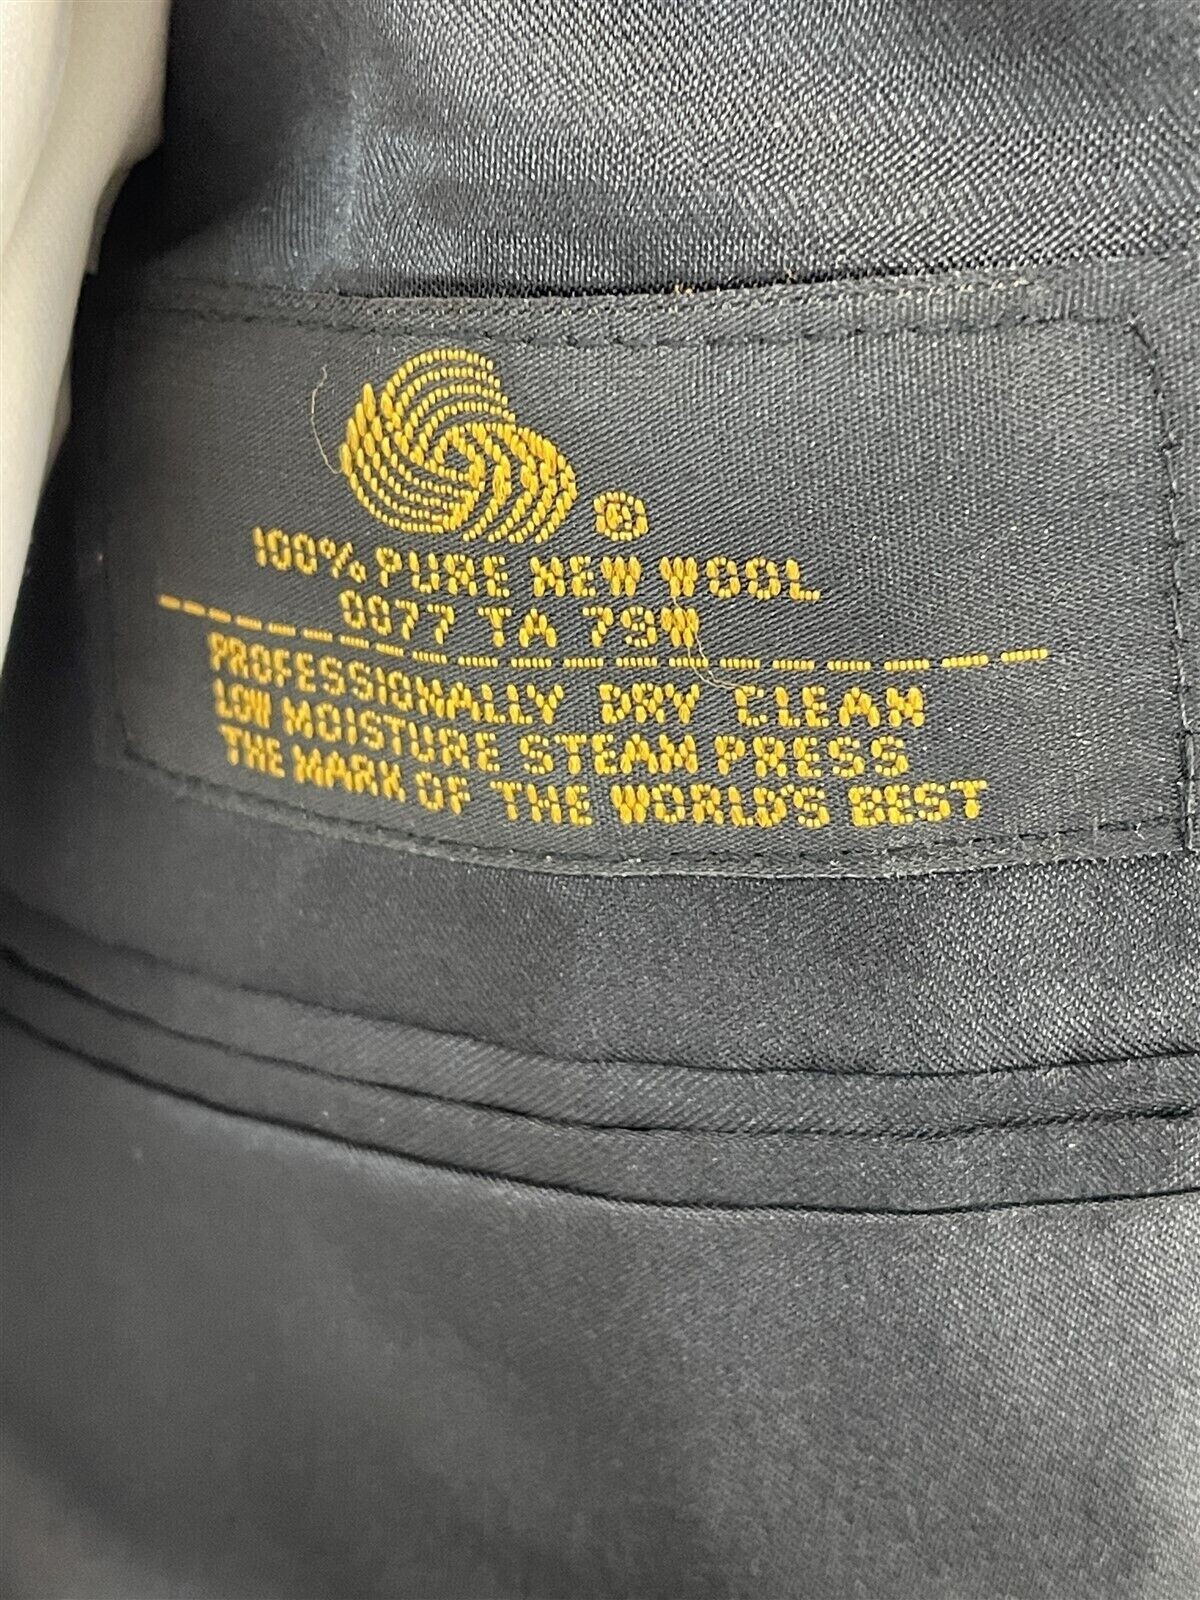 ®
100% PURE NEW WOOL
0077 TA 79W
PROFESSIONALLY DRY CLEAN
LOW MOISTURE STEAM PRESS
THE MARK OF THE WORLD'S BEST